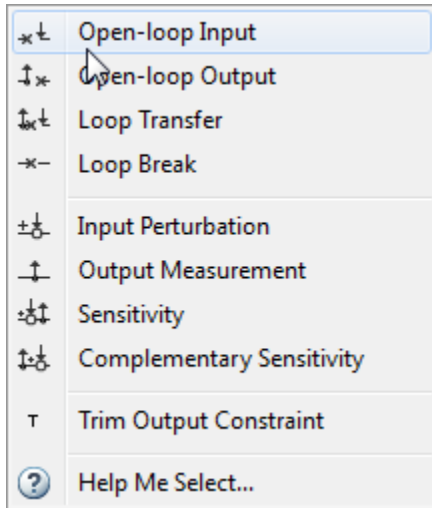 Open-loop Input
Open-loop Output
Loop Transfer
Loop Break
Input Perturbation
Output Measurement
Sensitivity
Complementary Sensitivity
T Trim Output Constraint
? Help Me Select...